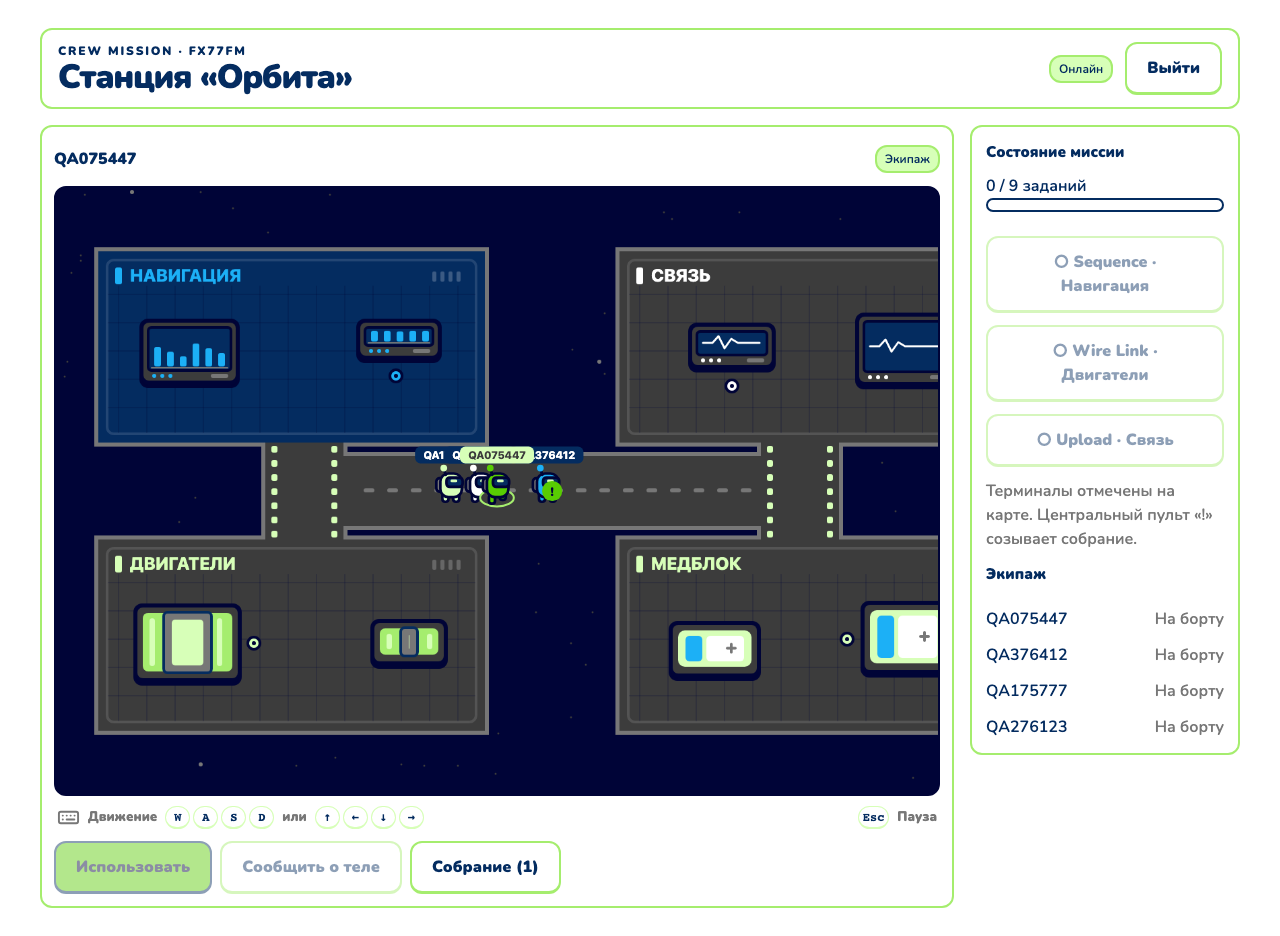 CREW MISSION · FX77FM
Станция «Орбита»
Онлайн
Выйти
QA075447
Экипаж
НАВИГАЦИЯ
СВЯЗЬ
QA1
QA075447
376412
!
ДВИГАТЕЛИ
МЕДБЛОК
Движение W A S D или ↑ ← ↓ →
Esc Пауза
Использовать
Сообщить о теле
Собрание (1)
Состояние миссии
0 / 9 заданий
Sequence ·
Навигация
Wire Link ·
Двигатели
Upload · Связь
Терминалы отмечены на
карте. Центральный пульт «!»
созывает собрание.
Экипаж
QA075447 На борту
QA376412 На борту
QA175777 На борту
QA276123 На борту